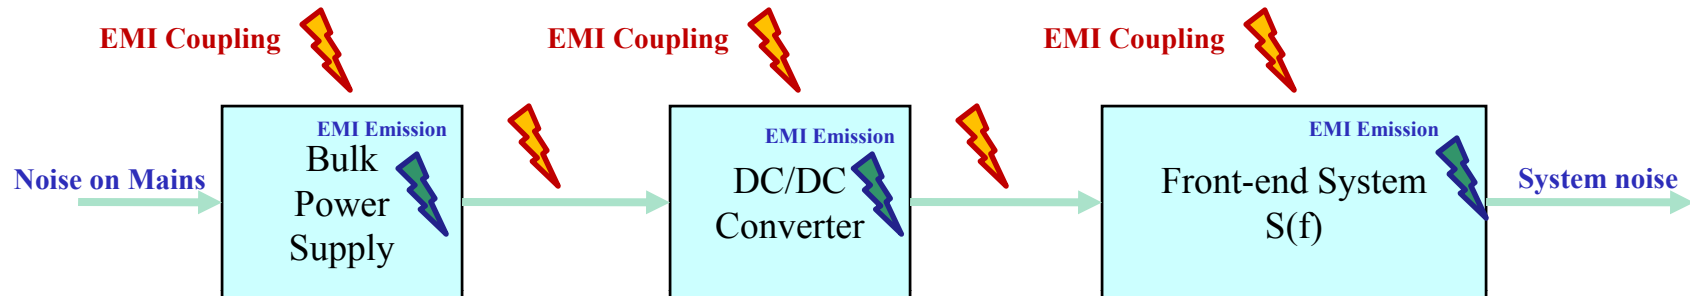 EMI Coupling
EMI Coupling
EMI Coupling
Noise on Mains
EMI Emission
Bulk
Power
Supply
EMI Emission
DC/DC
Converter
EMI Emission
Front-end System
S(f)
System noise